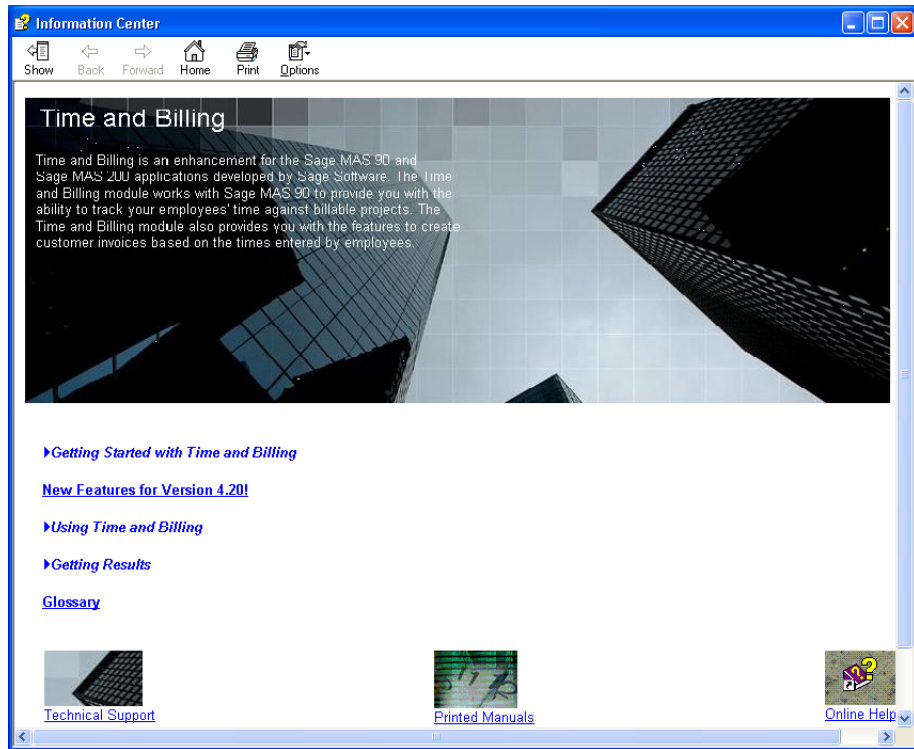 Information Center
Show Back Forward Home Print Options
Time and Billing
Time and Billing is an enhancement for the Sage MAS 90 and
Sage MAS 200 applications developed by Sage Software. The Time
and Billing module works with Sage MAS 90 to provide you with the
ability to track your employees' time against billable projects. The
Time and Billing module also provides you with the features to create
customer invoices based on the times entered by employees.
Getting Started with Time and Billing
New Features for Version 4.20!
Using Time and Billing
Getting Results
Glossary
Technical Support Printed Manuals Online Help